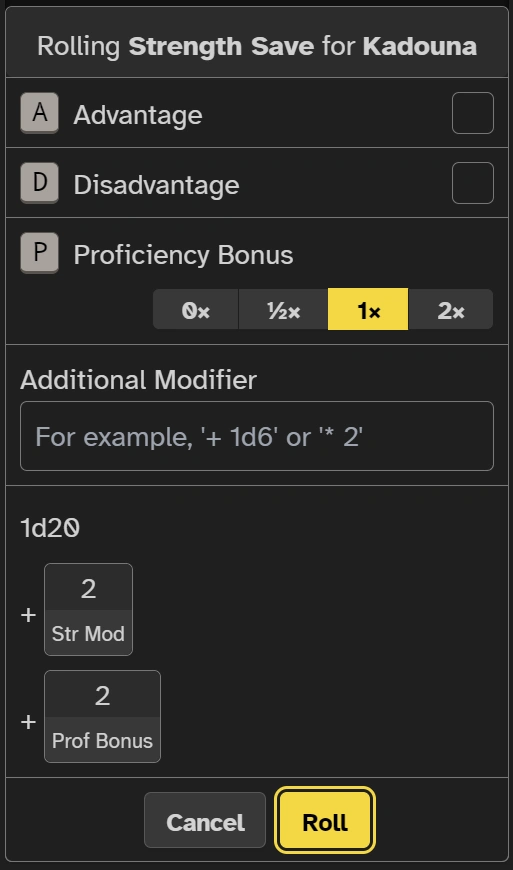 Rolling Strength Save for Kadouna
A Advantage
D Disadvantage
P Proficiency Bonus
0× ½× 1× 2×
Additional Modifier
For example, '+ 1d6' or '* 2'
1d20
+ 2
Str Mod
+ 2
Prof Bonus
Cancel Roll